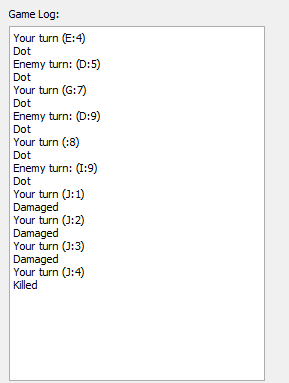 Game Log:
Your turn (E:4)
Dot
Enemy turn: (D:5)
Dot
Your turn (G:7)
Dot
Enemy turn: (D:9)
Dot
Your turn (:8)
Dot
Enemy turn: (I:9)
Dot
Your turn (J:1)
Damaged
Your turn (J:2)
Damaged
Your turn (J:3)
Damaged
Your turn (J:4)
Killed